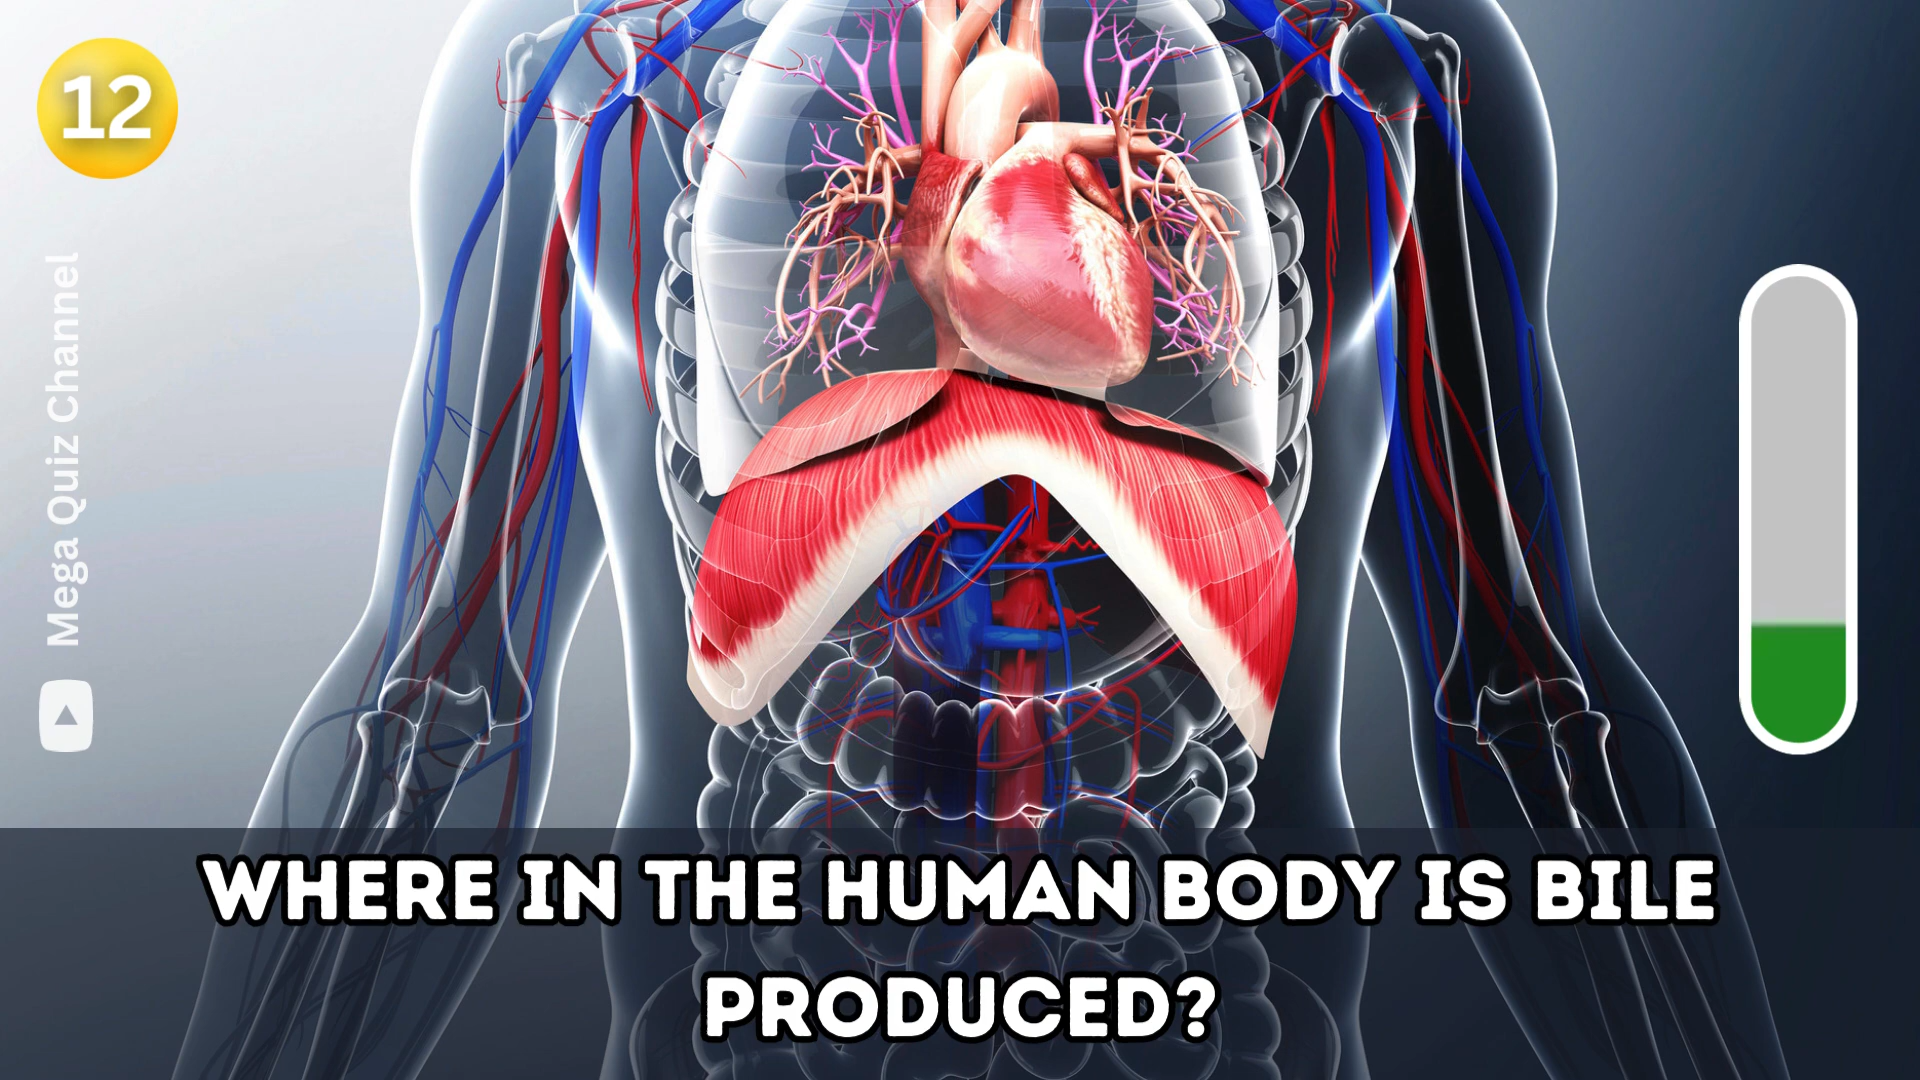 12
Mega Quiz Channel
WHERE IN THE HUMAN BODY IS BILE
PRODUCED?